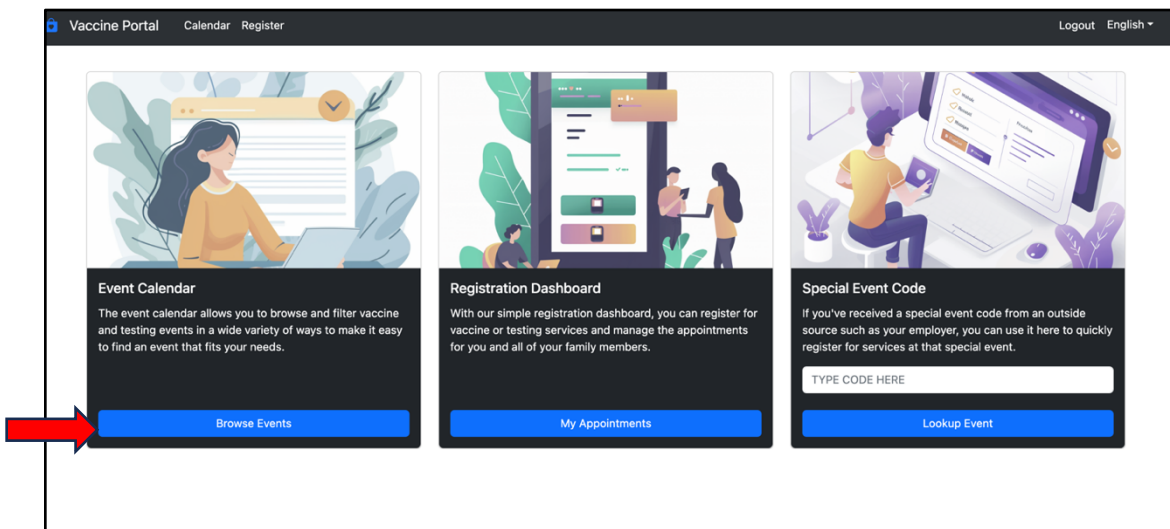 Vaccine Portal Calendar Register Logout English
Event Calendar
The event calendar allows you to browse and filter vaccine
and testing events in a wide variety of ways to make it easy
to find an event that fits your needs.
Browse Events
Registration Dashboard
With our simple registration dashboard, you can register for
vaccine or testing services and manage the appointments
for you and all of your family members.
My Appointments
Special Event Code
If you've received a special event code from an outside
source such as your employer, you can use it here to quickly
register for services at that special event.
TYPE CODE HERE
Lookup Event